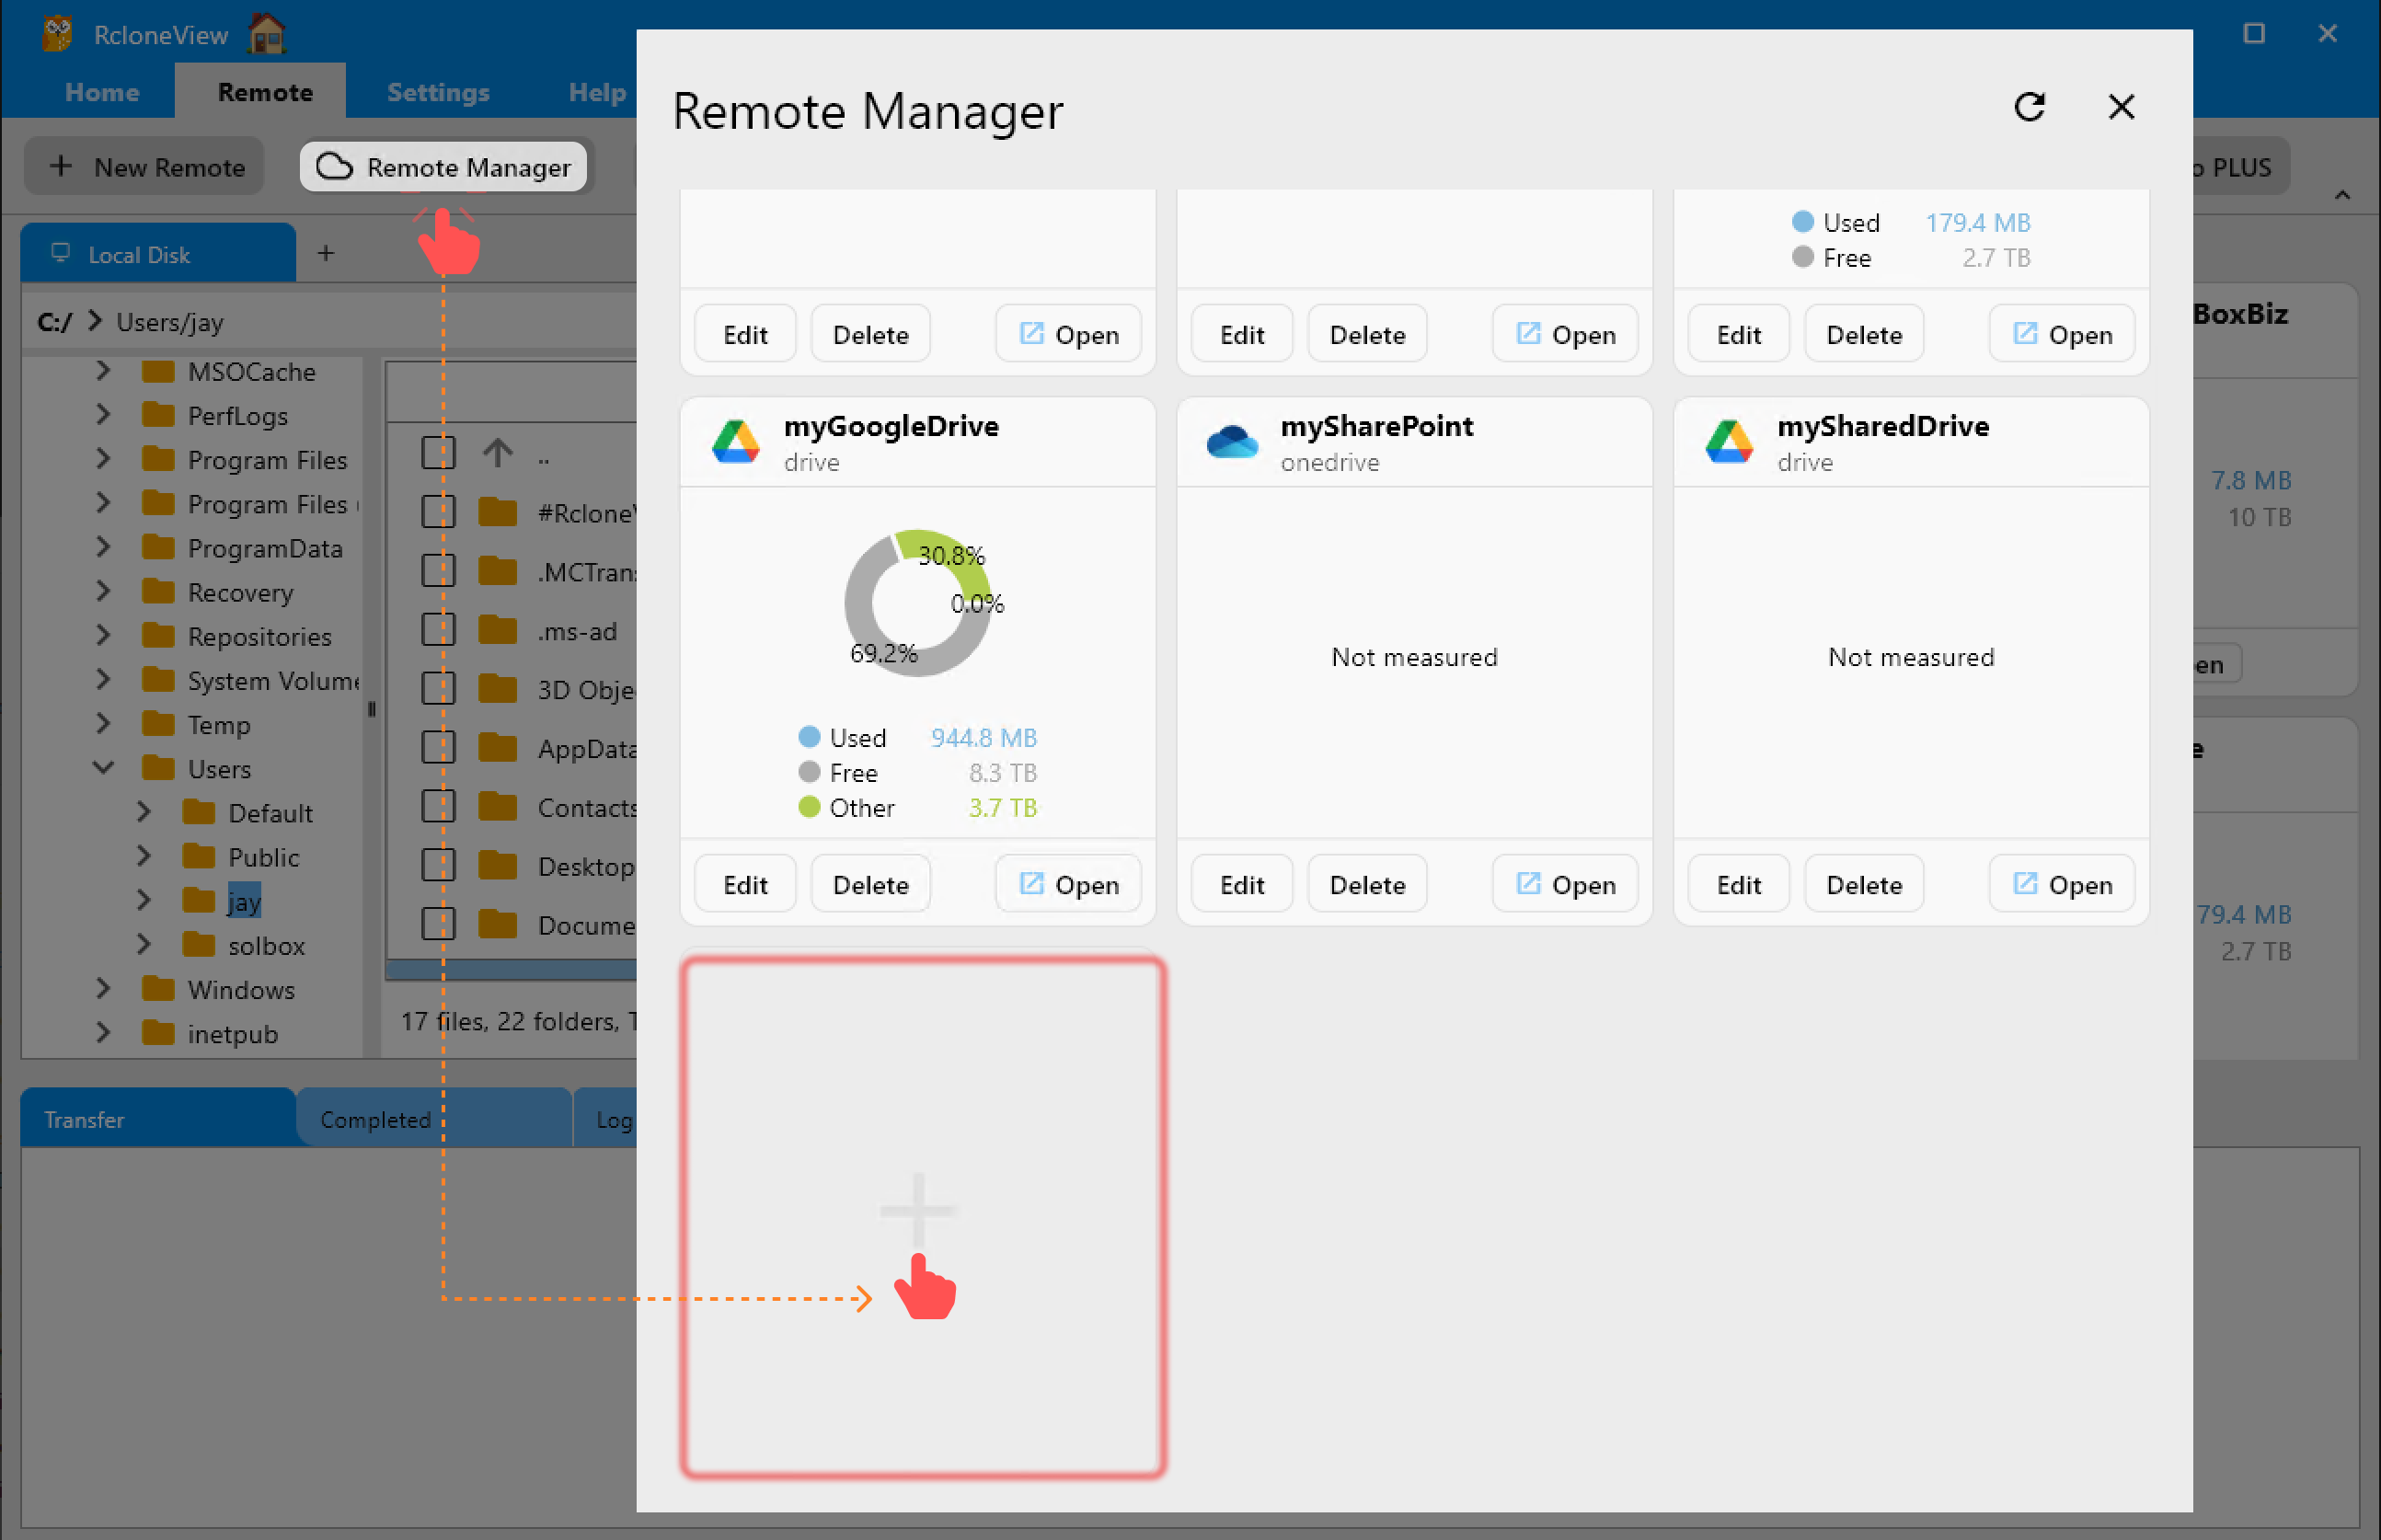 RcloneView
Home Remote Settings Help
New Remote Remote Manager
PLUS
Local Disk
C:/ Users/jay
MSOCache
PerfLogs
Program Files
Program Files
ProgramData
Recovery
Repositories
System Volume
Temp
Users
Default
Public
jay
solbox
Windows
inetpub
..
#Rclone
.MCTrans
.ms-ad
3D Obje
AppData
Contacts
Desktop
Docume
17 files, 22 folders,
Transfer Completed Log
Remote Manager
Used 179.4 MB
Free 2.7 TB
Edit Delete Open
Edit Delete Open
Edit Delete Open
myGoogleDrive
drive
30.8%
0.0%
69.2%
Used 944.8 MB
Free 8.3 TB
Other 3.7 TB
Edit Delete Open
mySharePoint
onedrive
Not measured
Edit Delete Open
mySharedDrive
drive
Not measured
Edit Delete Open
BoxBiz
7.8 MB
10 TB
en
e
79.4 MB
2.7 TB